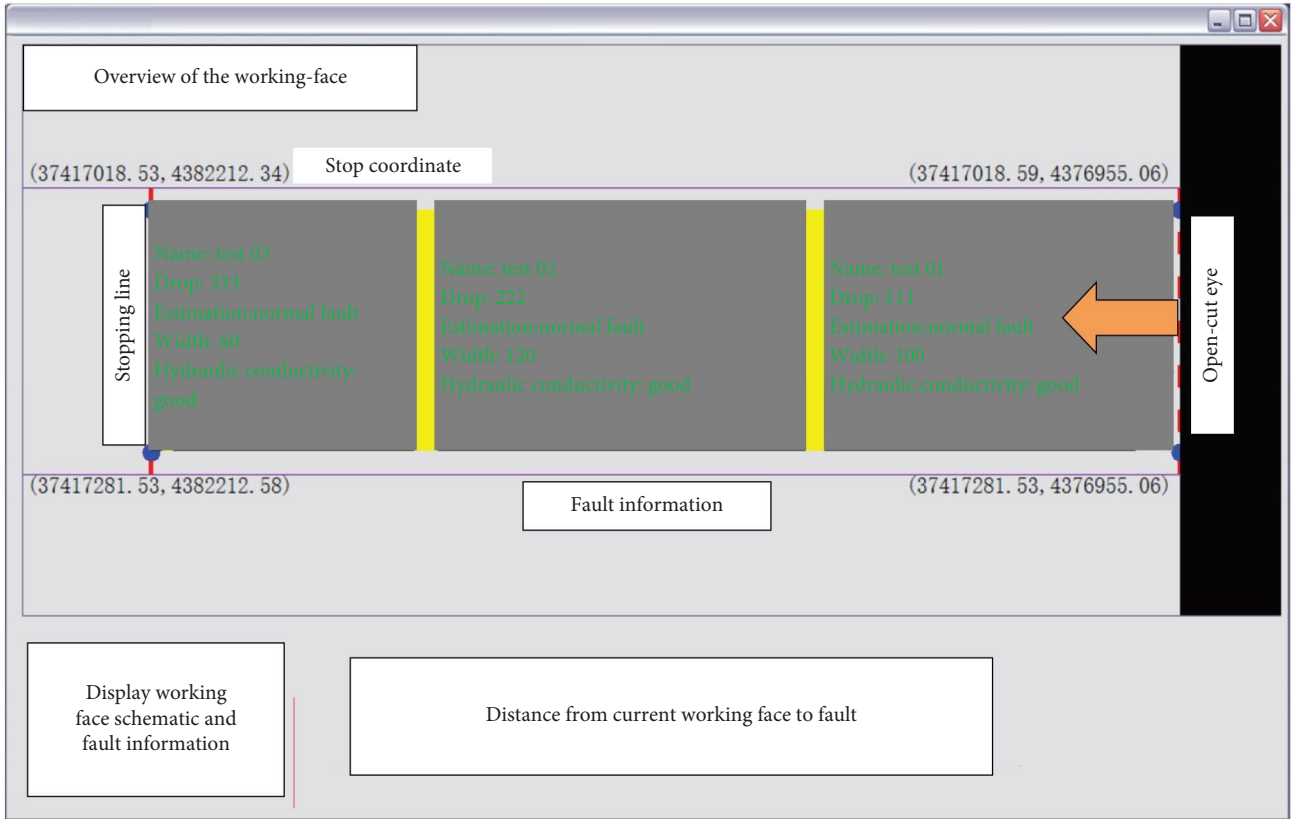 Overview of the working-face
(37417018. 53, 4382212. 34)
Stop coordinate
(37417018. 59, 4376955. 06)
Stopping line
Name: test 03
Drop: 333
Estimation:normal fault
Width: 60
Hydraulic conductivity:
good
Name: test 02
Drop: 222
Estimation:normal fault
Width: 120
Hydraulic conductivity: good
Name: test 01
Drop: 111
Estimation:normal fault
Width: 100
Hydraulic conductivity: good
Open-cut eye
(37417281. 53, 4382212. 58)
Fault information
(37417281. 53, 4376955. 06)
Display working
face schematic and
fault information
Distance from current working face to fault